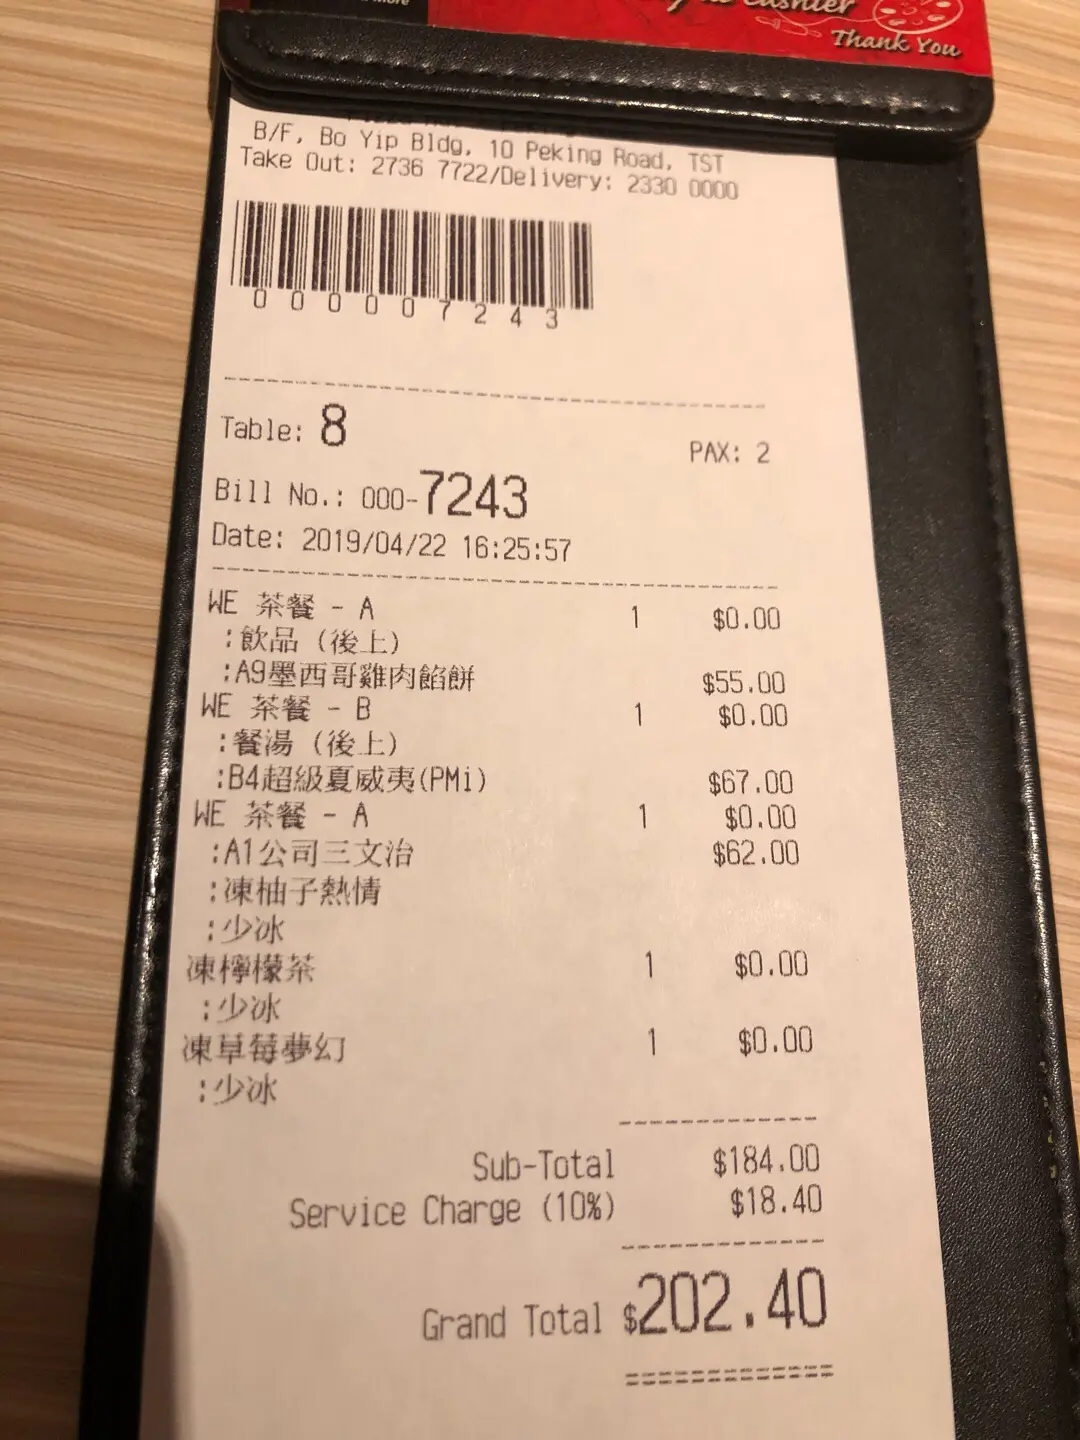 Cashier
Thank You
B/F, Bo Yip Bldg, 10 Peking Road, TST
Take Out: 2736 7722/Delivery: 2330 0000
000007243
Table: 8 PAX: 2
Bill No.: 000-7243
Date: 2019/04/22 16:25:57
WE 茶餐 - A 1 $0.00
:飲品 (後上)
:A9墨西哥雞肉餡餅 $55.00
WE 茶餐 - B 1 $0.00
:餐湯 (後上)
:B4超級夏威夷(PMi) $67.00
WE 茶餐 - A 1 $0.00
:A1公司三文治 $62.00
:凍柚子熱情
:少冰
凍檸檬茶 1 $0.00
:少冰
凍草莓夢幻 1 $0.00
:少冰
Sub-Total $184.00
Service Charge (10%) $18.40
Grand Total $202.40